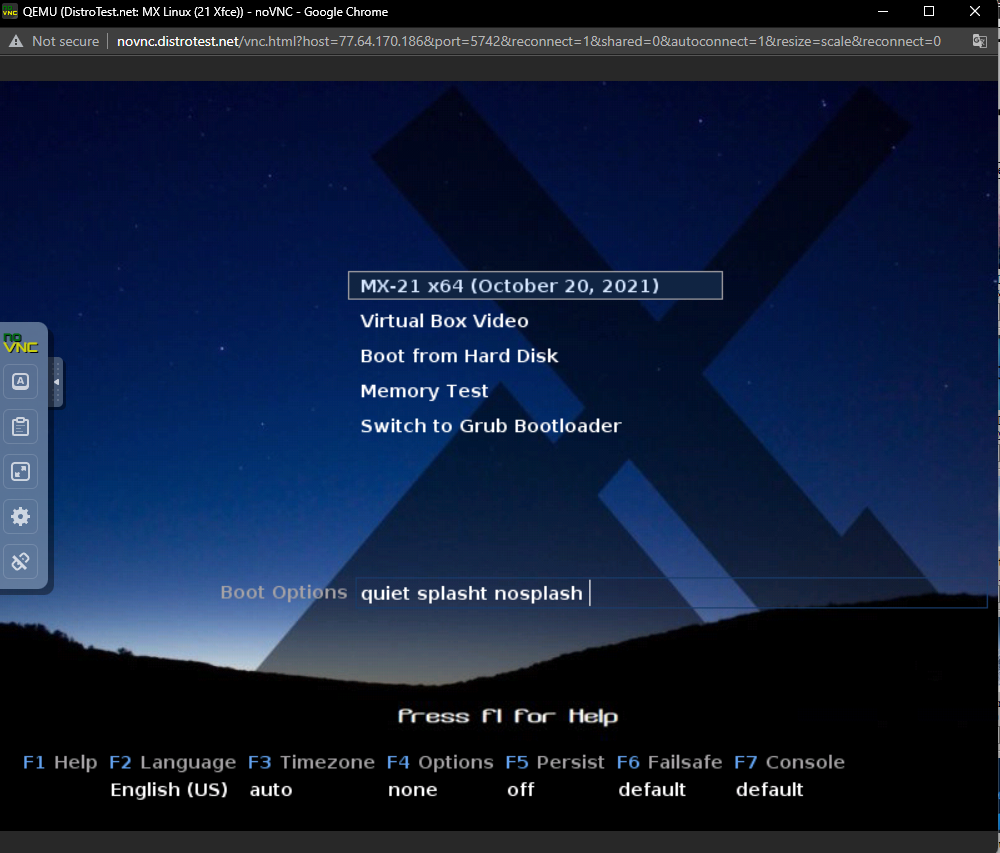 QEMU (DistroTest.net: MX Linux (21 Xfce)) - noVNC - Google Chrome
Not secure novnc.distrotest.net/vnc.html?host=77.64.170.186&port=5742&reconnect=1&shared=0&autoconnect=1&resize=scale&reconnect=0
MX-21 x64 (October 20, 2021)
Virtual Box Video
Boot from Hard Disk
no
VNC
A
Memory Test
Switch to Grub Bootloader
Boot Options quiet splasht nosplash
Press F1 for Help
F1 Help F2 Language F3 Timezone F4 Options F5 Persist F6 Failsafe F7 Console
English (US) auto none off default default